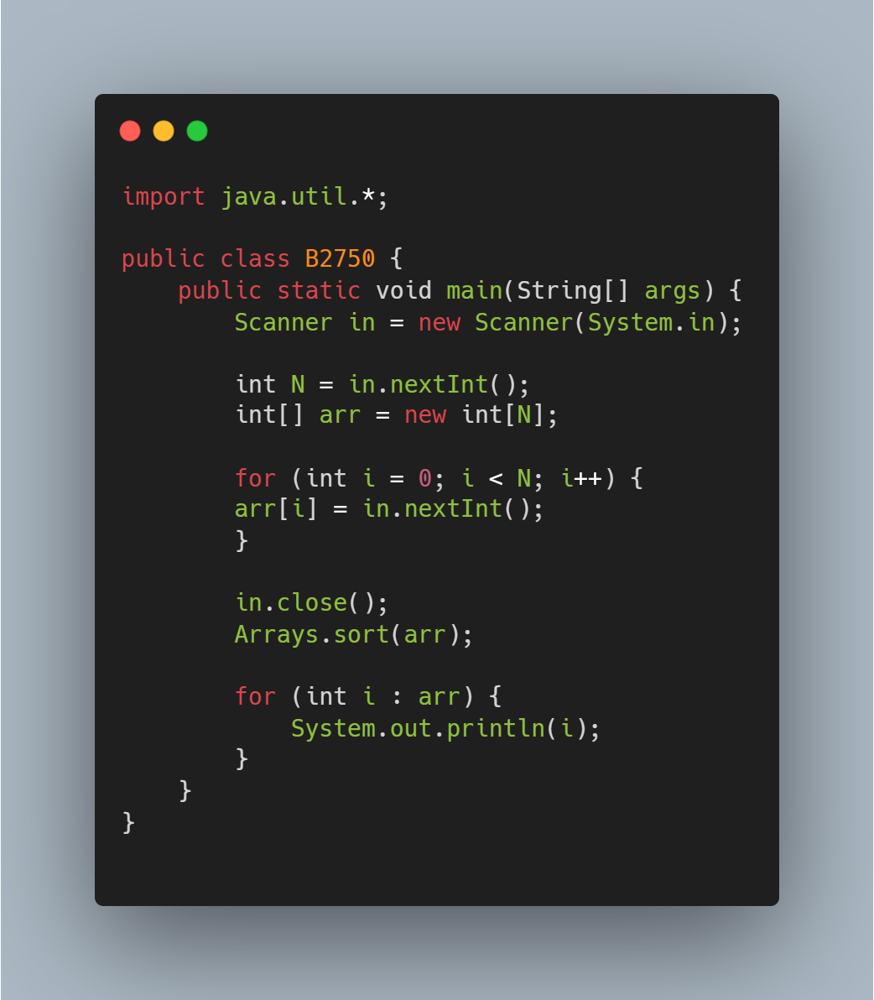 import java.util.*;

public class B2750 {
    public static void main(String[] args) {
        Scanner in = new Scanner(System.in);

        int N = in.nextInt();
        int[] arr = new int[N];

        for (int i = 0; i < N; i++) {
        arr[i] = in.nextInt();
        }

        in.close();
        Arrays.sort(arr);

        for (int i : arr) {
            System.out.println(i);
        }
    }
}